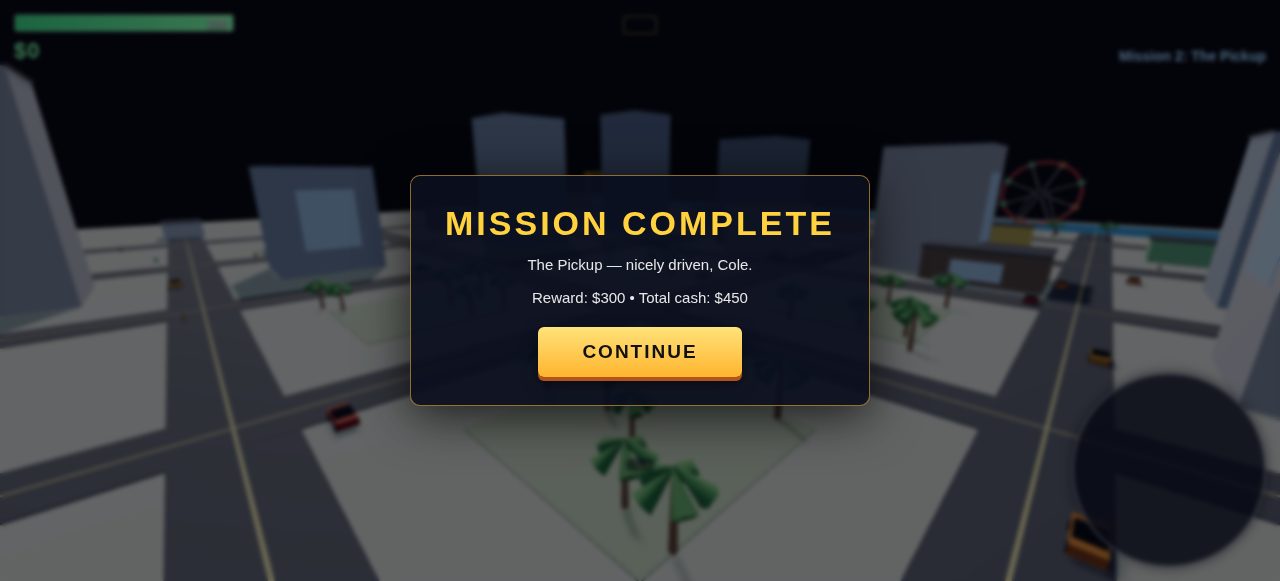 $0
Mission 2: The Pickup
MISSION COMPLETE
The Pickup — nicely driven, Cole.
Reward: $300 • Total cash: $450
CONTINUE